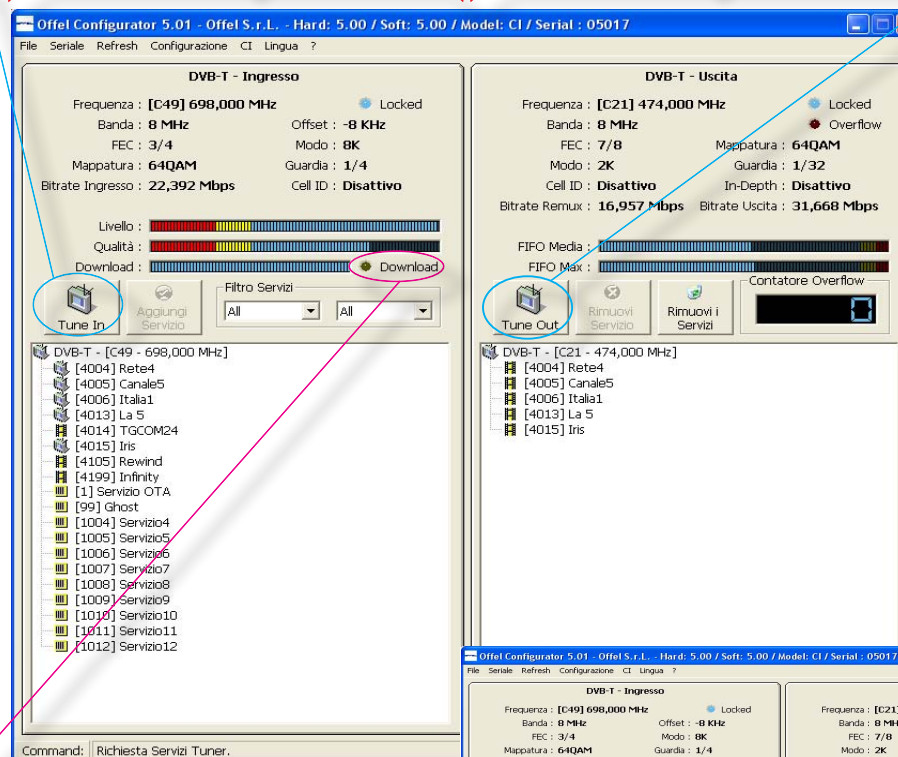 Offel Configurator 5.01 - Offel S.r.L. - Hard: 5.00 / Soft: 5.00 / Model: CI / Serial : 05017
File Seriale Refresh Configurazione CI Lingua ?
DVB-T - Ingresso
Frequenza : [C49] 698,000 MHz Locked
Banda : 8 MHz Offset : -8 KHz
FEC : 3/4 Modo : 8K
Mappatura : 64QAM Guardia : 1/4
Bitrate Ingresso : 22,392 Mbps Cell ID : Disattivo
Livello :
Qualità :
Download : Download
Tune In
Aggiungi Servizio
Filtro Servizi
All All
DVB-T - [C49 - 698,000 MHz]
[4004] Rete4
[4005] Canale5
[4006] Italia1
[4013] La 5
[4014] TGCOM24
[4015] Iris
[4105] Rewind
[4199] Infinity
[1] Servizio OTA
[99] Ghost
[1004] Servizio4
[1005] Servizio5
[1006] Servizio6
[1007] Servizio7
[1008] Servizio8
[1009] Servizio9
[1010] Servizio10
[1011] Servizio11
[1012] Servizio12
Command: Richiesta Servizi Tuner.
DVB-T - Uscita
Frequenza : [C21] 474,000 MHz Locked
Banda : 8 MHz Overflow
FEC : 7/8 Mappatura : 64QAM
Modo : 2K Guardia : 1/32
Cell ID : Disattivo In-Depth : Disattivo
Bitrate Remux : 16,957 Mbps Bitrate Uscita : 31,668 Mbps
FIFO Media :
FIFO Max :
Tune Out
Rimuovi Servizio
Rimuovi i Servizi
Contatore Overflow
0
DVB-T - [C21 - 474,000 MHz]
[4004] Rete4
[4005] Canale5
[4006] Italia1
[4013] La 5
[4015] Iris
Offel Configurator 5.01 - Offel S.r.L. - Hard: 5.00 / Soft: 5.00 / Model: CI / Serial : 05017
File Seriale Refresh Configurazione CI Lingua ?
DVB-T - Ingresso
Frequenza : [C49] 698,000 MHz Locked
Banda : 8 MHz Offset : -8 KHz
FEC : 3/4 Modo : 8K
Mappatura : 64QAM Guardia : 1/4
Frequenza : [C21]
Banda : 8 MH
FEC : 7/8
Modo : 2K